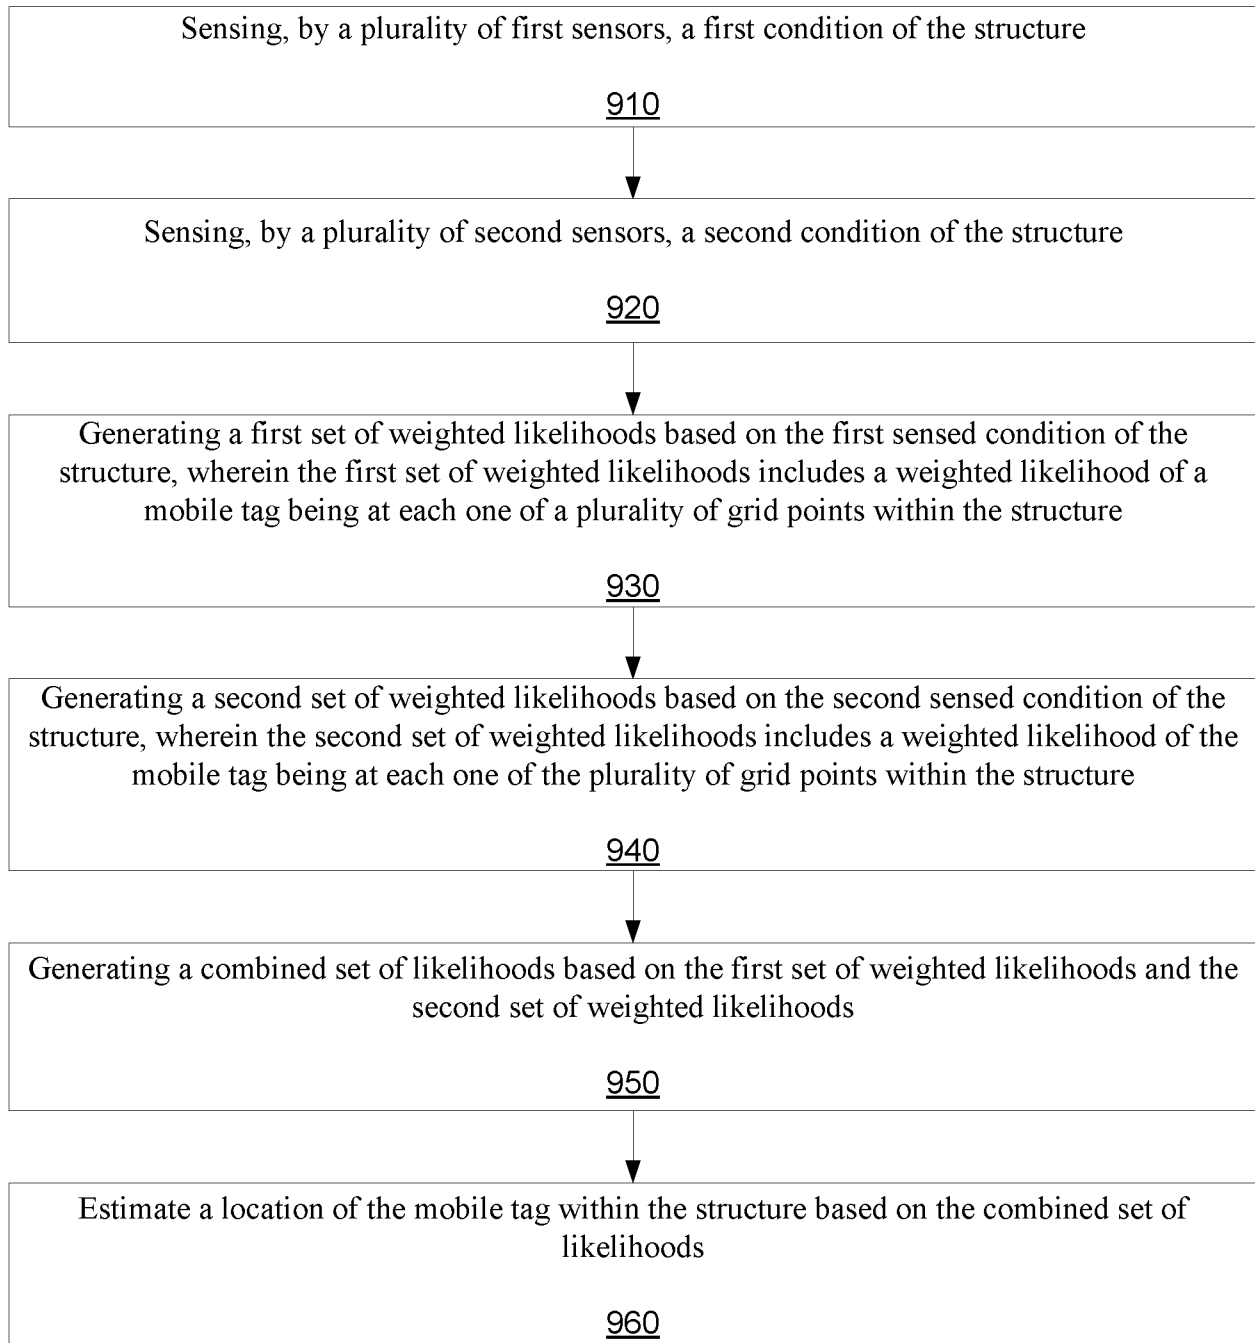 Sensing, by a plurality of first sensors, a first condition of the structure
910
Sensing, by a plurality of second sensors, a second condition of the structure
920
Generating a first set of weighted likelihoods based on the first sensed condition of the
structure, wherein the first set of weighted likelihoods includes a weighted likelihood of a
mobile tag being at each one of a plurality of grid points within the structure
930
Generating a second set of weighted likelihoods based on the second sensed condition of the
structure, wherein the second set of weighted likelihoods includes a weighted likelihood of the
mobile tag being at each one of the plurality of grid points within the structure
940
Generating a combined set of likelihoods based on the first set of weighted likelihoods and the
second set of weighted likelihoods
950
Estimate a location of the mobile tag within the structure based on the combined set of
likelihoods
960